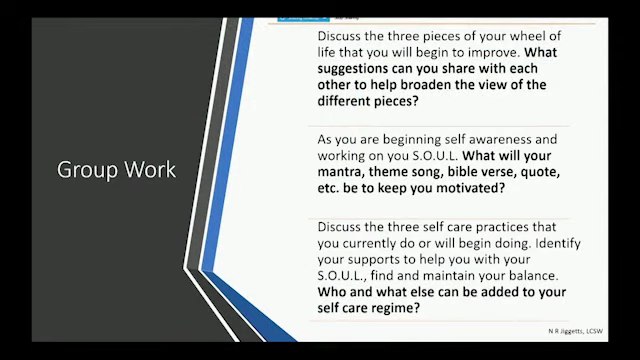 Group Work
Discuss the three pieces of your wheel of
life that you will begin to improve. What
suggestions can you share with each
other to help broaden the view of the
different pieces?
As you are beginning self awareness and
working on you S.O.U.L. What will your
mantra, theme song, bible verse, quote,
etc. be to keep you motivated?
Discuss the three self care practices that
you currently do or will begin doing. Identify
your supports to help you with your
S.O.U.L., find and maintain your balance.
Who and what else can be added to your
self care regime?
N R Jiggetts, LCSW